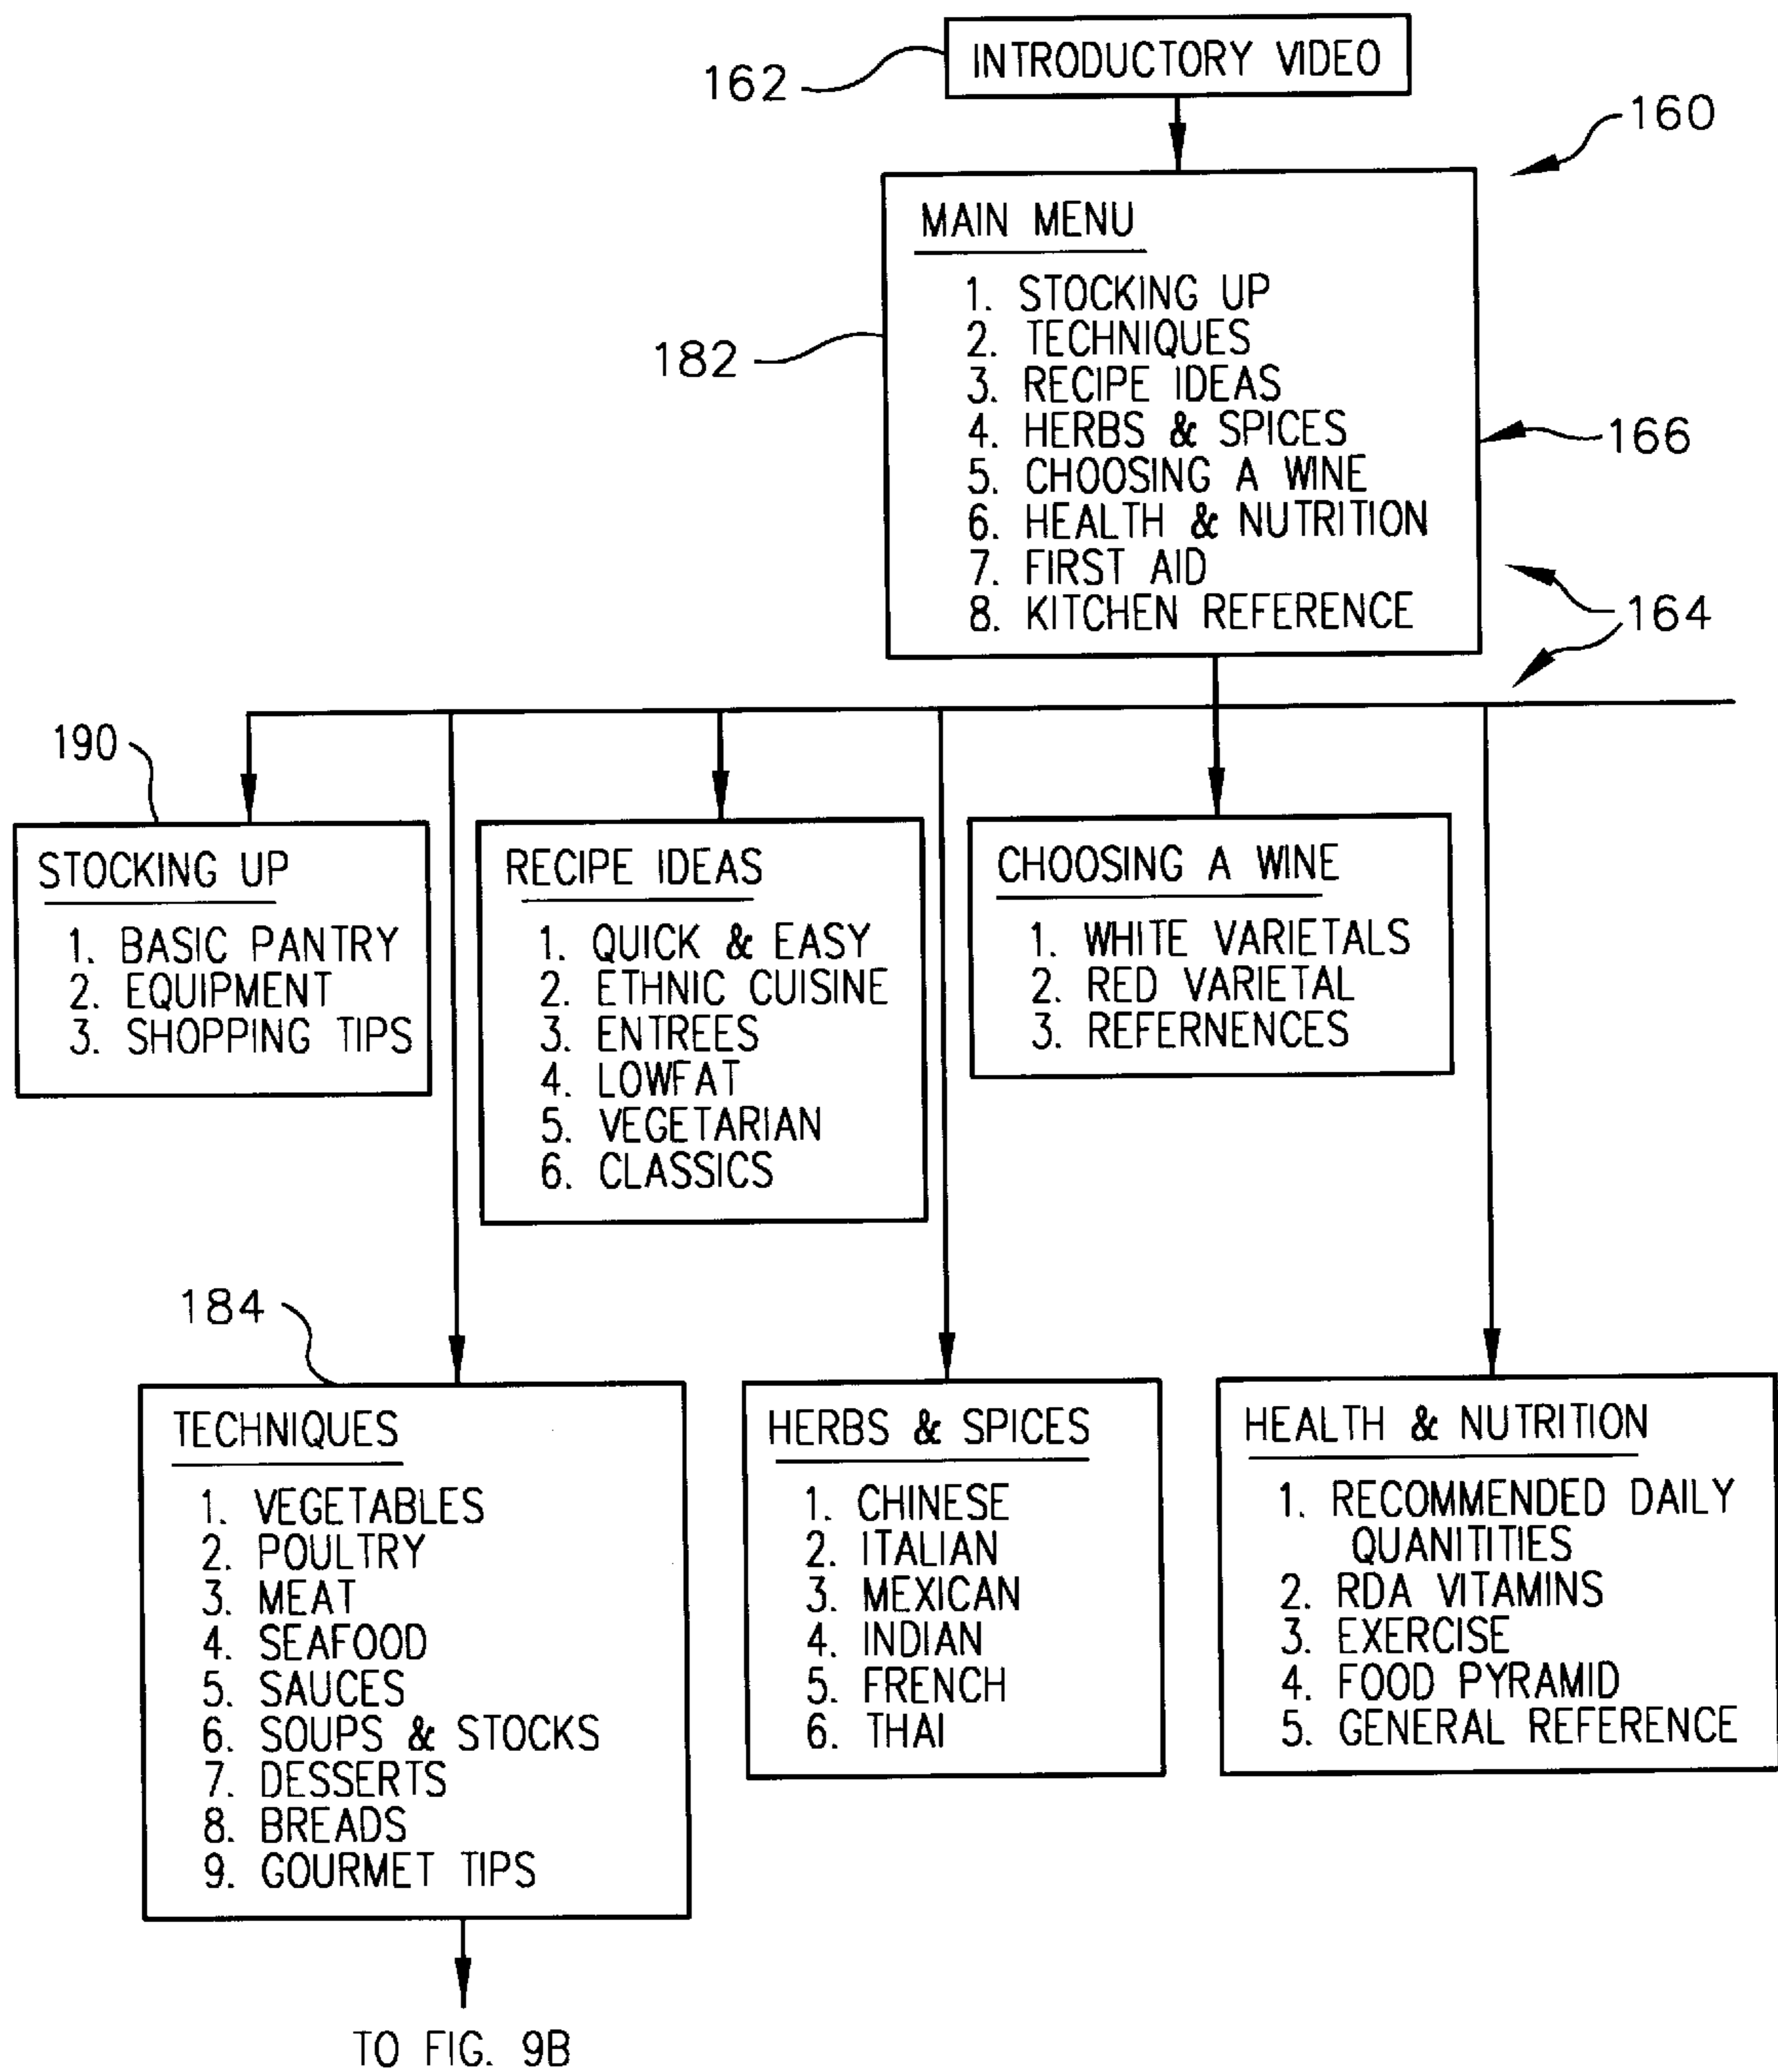 INTRODUCTORY VIDEO
162
160
MAIN MENU
1. STOCKING UP
2. TECHNIQUES
3. RECIPE IDEAS
4. HERBS & SPICES
5. CHOOSING A WINE
6. HEALTH & NUTRITION
7. FIRST AID
8. KITCHEN REFERENCE
182
166
164
190
STOCKING UP
1. BASIC PANTRY
2. EQUIPMENT
3. SHOPPING TIPS
RECIPE IDEAS
1. QUICK & EASY
2. ETHNIC CUISINE
3. ENTREES
4. LOWFAT
5. VEGETARIAN
6. CLASSICS
CHOOSING A WINE
1. WHITE VARIETALS
2. RED VARIETAL
3. REFERNENCES
184
TECHNIQUES
1. VEGETABLES
2. POULTRY
3. MEAT
4. SEAFOOD
5. SAUCES
6. SOUPS & STOCKS
7. DESSERTS
8. BREADS
9. GOURMET TIPS
HERBS & SPICES
1. CHINESE
2. ITALIAN
3. MEXICAN
4. INDIAN
5. FRENCH
6. THAI
HEALTH & NUTRITION
1. RECOMMENDED DAILY
QUANITITIES
2. RDA VITAMINS
3. EXERCISE
4. FOOD PYRAMID
5. GENERAL REFERENCE
TO FIG. 9B